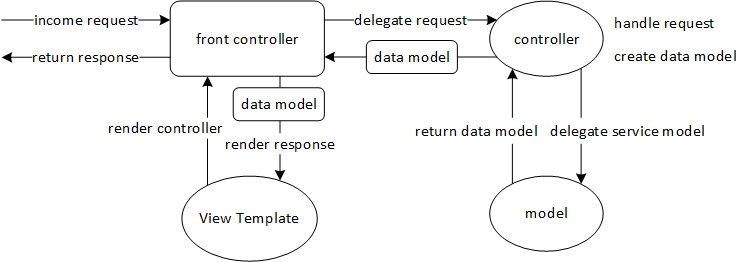 income request
delegate request
handle request
front controller
controller
return response
data model
create data model
data model
render controller
return data model
delegate service model
render response
View Template
model